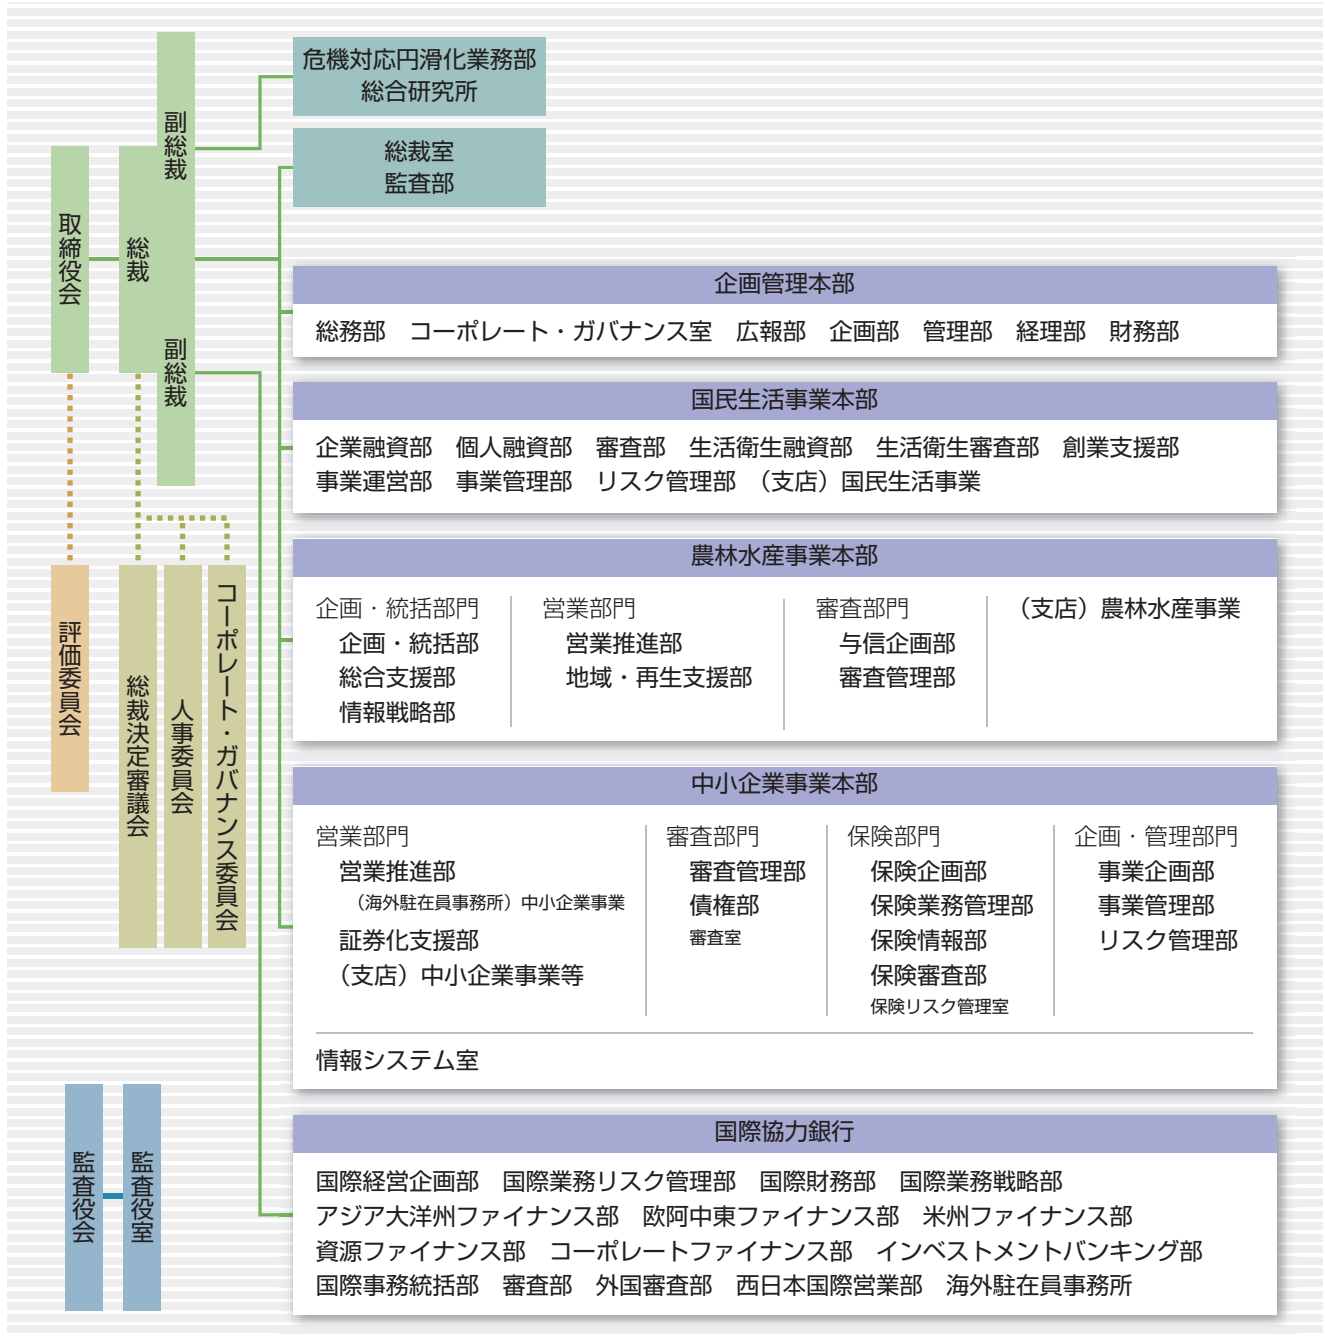 取締役会
総裁
副総裁
副総裁
評価委員会
総裁決定審議会
人事委員会
コーポレート・ガバナンス委員会
監査役会
監査役室
危機対応円滑化業務部
総合研究所
総裁室
監査部
企画管理本部
総務部 コーポレート・ガバナンス室 広報部 企画部 管理部 経理部 財務部
国民生活事業本部
企業融資部 個人融資部 審査部 生活衛生融資部 生活衛生審査部 創業支援部
事業運営部 事業管理部 リスク管理部 （支店）国民生活事業
農林水産事業本部
企画・統括部門
企画・統括部
総合支援部
情報戦略部
営業部門
営業推進部
地域・再生支援部
審査部門
与信企画部
審査管理部
（支店）農林水産事業
中小企業事業本部
営業部門
営業推進部
（海外駐在員事務所）中小企業事業
証券化支援部
（支店）中小企業事業等
審査部門
審査管理部
債権部
審査室
保険部門
保険企画部
保険業務管理部
保険情報部
保険審査部
保険リスク管理室
企画・管理部門
事業企画部
事業管理部
リスク管理部
情報システム室
国際協力銀行
国際経営企画部 国際業務リスク管理部 国際財務部 国際業務戦略部
アジア大洋州ファイナンス部 欧阿中東ファイナンス部 米州ファイナンス部
資源ファイナンス部 コーポレートファイナンス部 インベストメントバンキング部
国際事務統括部 審査部 外国審査部 西日本国際営業部 海外駐在員事務所